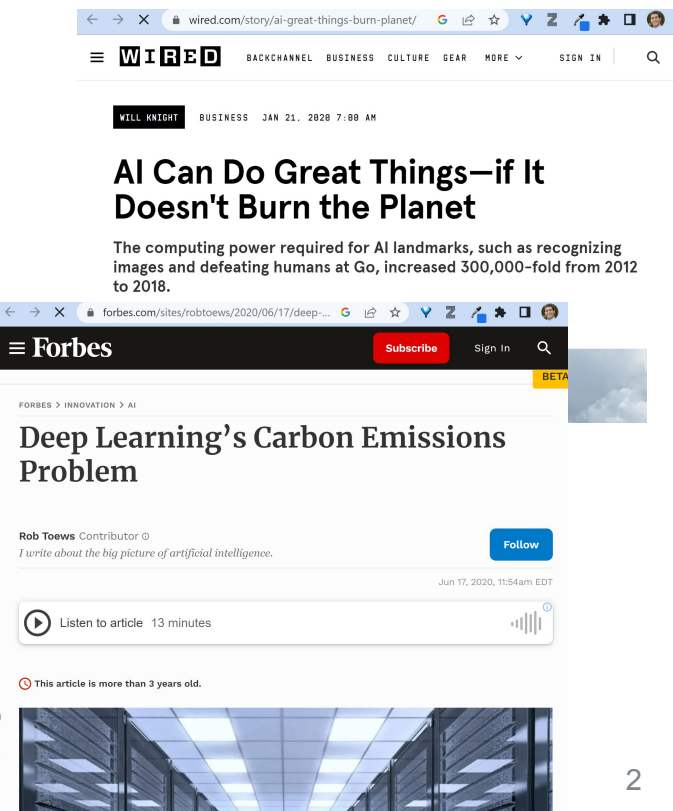 wired.com/story/ai-great-things-burn-planet/
WIRED BACKCHANNEL BUSINESS CULTURE GEAR MORE SIGN IN
WILL KNIGHT BUSINESS JAN 21, 2020 7:00 AM
AI Can Do Great Things—if It
Doesn't Burn the Planet
The computing power required for AI landmarks, such as recognizing
images and defeating humans at Go, increased 300,000-fold from 2012
to 2018.
forbes.com/sites/robtoews/2020/06/17/deep-...
Forbes Subscribe Sign In
BETA
FORBES > INNOVATION > AI
Deep Learning’s Carbon Emissions
Problem
Rob Toews Contributor
I write about the big picture of artificial intelligence.
Follow
Jun 17, 2020, 11:54am EDT
Listen to article 13 minutes
This article is more than 3 years old.
2